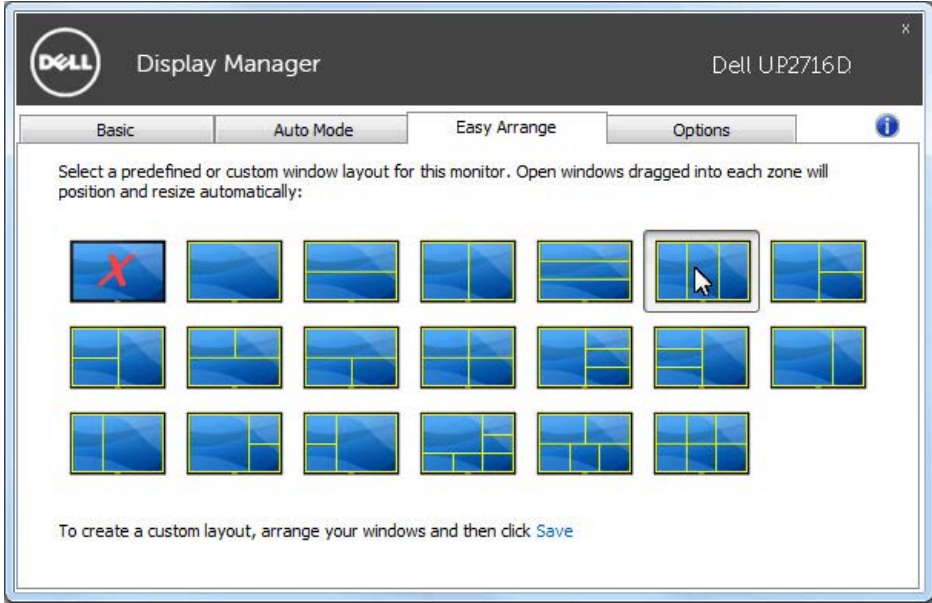 x
DELL
Display Manager
Dell UP2716D
Basic
Auto Mode
Easy Arrange
Options
i
Select a predefined or custom window layout for this monitor. Open windows dragged into each zone will
position and resize automatically:
X
To create a custom layout, arrange your windows and then click Save